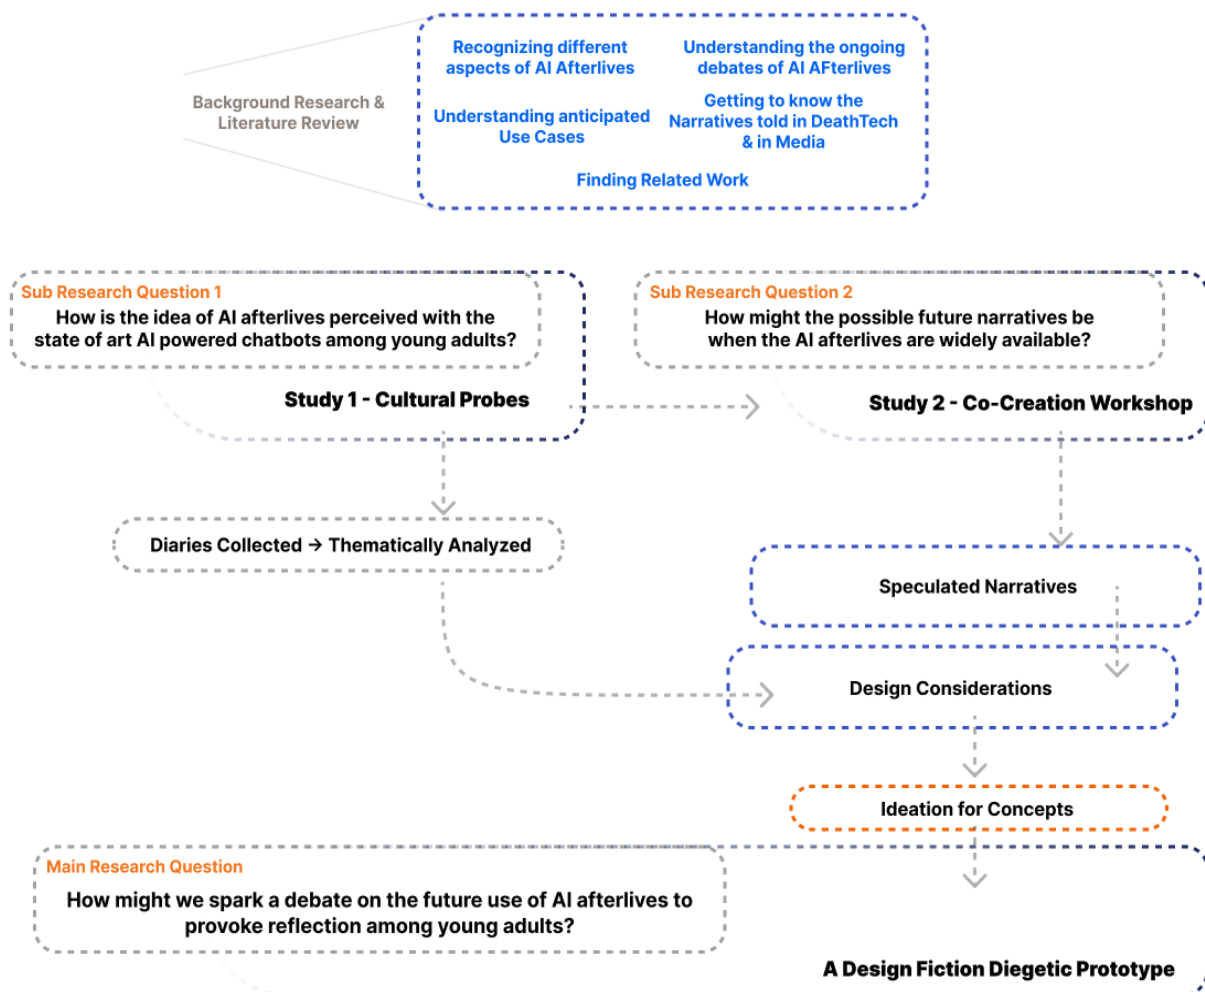 Background Research &
Literature Review
Recognizing different
aspects of AI Afterlives
Understanding the ongoing
debates of AI AFterlives
Understanding anticipated
Use Cases
Getting to know the
Narratives told in DeathTech
& in Media
Finding Related Work
Sub Research Question 1
How is the idea of AI afterlives perceived with the
state of art AI powered chatbots among young adults?
Study 1 - Cultural Probes
Sub Research Question 2
How might the possible future narratives be
when the AI afterlives are widely available?
Study 2 - Co-Creation Workshop
Diaries Collected → Thematically Analyzed
Speculated Narratives
Design Considerations
Ideation for Concepts
Main Research Question
How might we spark a debate on the future use of AI afterlives to
provoke reflection among young adults?
A Design Fiction Diegetic Prototype